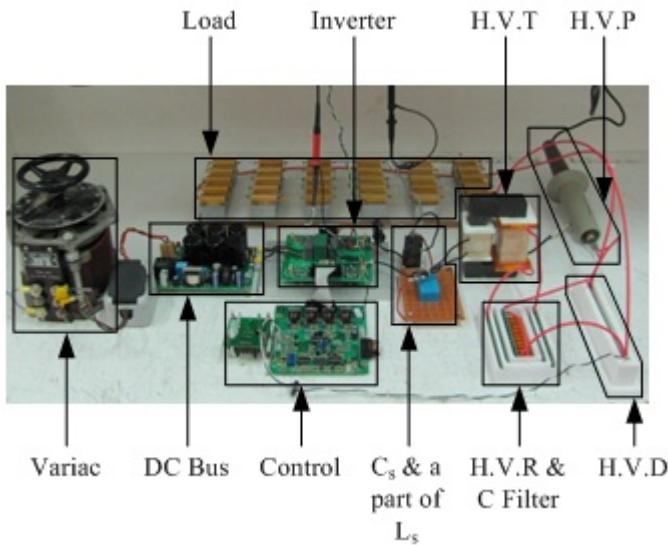 Load
Inverter
H.V.T
H.V.P
Variac
DC Bus
Control
Cs & a
part of
Ls
H.V.R &
C Filter
H.V.D